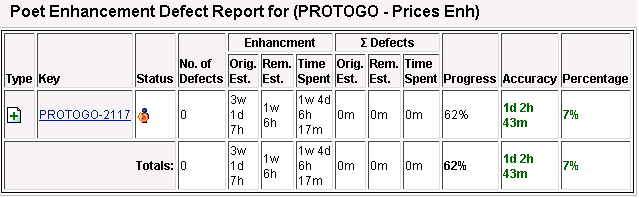 Poet Enhancement Defect Report for (PROTOGO - Prices Enh)
Enhancment Σ Defects
Type Key Status No. of Defects Orig. Est. Rem. Est. Time Spent Orig. Est. Rem. Est. Time Spent Progress Accuracy Percentage
PROTOGO-2117 0 3w 1d 7h 1w 6h 1w 4d 6h 17m 0m 0m 0m 62% 1d 2h 43m 7%
Totals: 0 3w 1d 7h 1w 6h 1w 4d 6h 17m 0m 0m 0m 62% 1d 2h 43m 7%